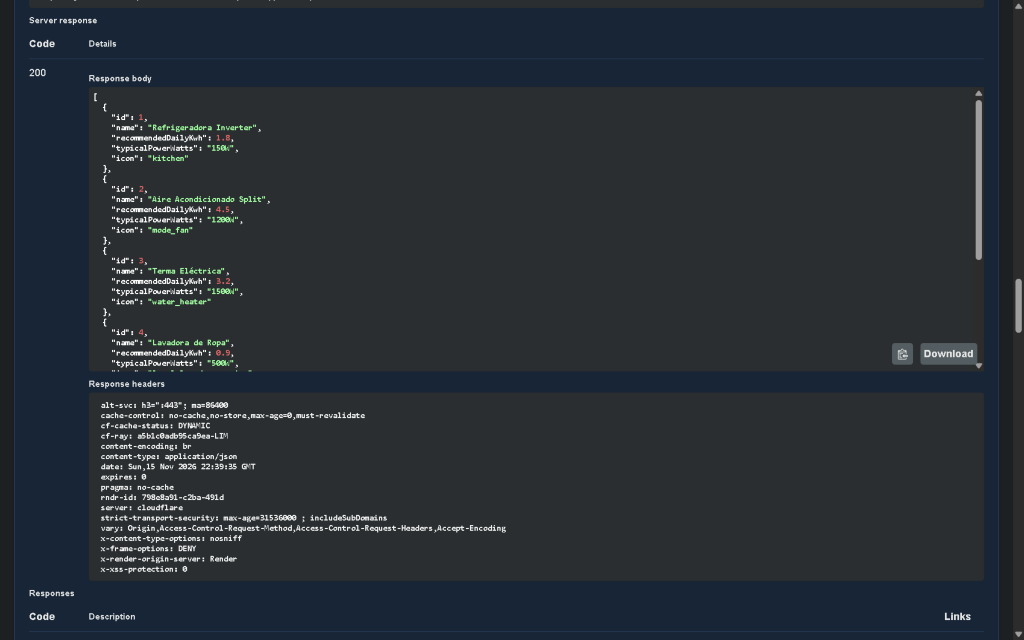 Server response
Code Details
200
Response body
[
{
"id": 1,
"name": "Refrigeradora Inverter",
"recommendedDailyKwh": 1.8,
"typicalPowerWatts": "150W",
"icon": "kitchen"
},
{
"id": 2,
"name": "Aire Acondicionado Split",
"recommendedDailyKwh": 4.5,
"typicalPowerWatts": "1200W",
"icon": "mode_fan"
},
{
"id": 3,
"name": "Terma Eléctrica",
"recommendedDailyKwh": 3.2,
"typicalPowerWatts": "1500W",
"icon": "water_heater"
},
{
"id": 4,
"name": "Lavadora de Ropa",
"recommendedDailyKwh": 0.9,
"typicalPowerWatts": "500W",
Download
Response headers
alt-svc: h3=":443"; ma=86400
cache-control: no-cache,no-store,max-age=0,must-revalidate
cf-cache-status: DYNAMIC
cf-ray: a5b1c0adb95ca9ea-LIM
content-encoding: br
content-type: application/json
date: Sun,15 Nov 2026 22:39:35 GMT
expires: 0
pragma: no-cache
rndr-id: 798e8a91-c2ba-491d
server: cloudflare
strict-transport-security: max-age=31536000 ; includeSubDomains
vary: Origin,Access-Control-Request-Method,Access-Control-Request-Headers,Accept-Encoding
x-content-type-options: nosniff
x-frame-options: DENY
x-render-origin-server: Render
x-xss-protection: 0
Responses
Code Description Links